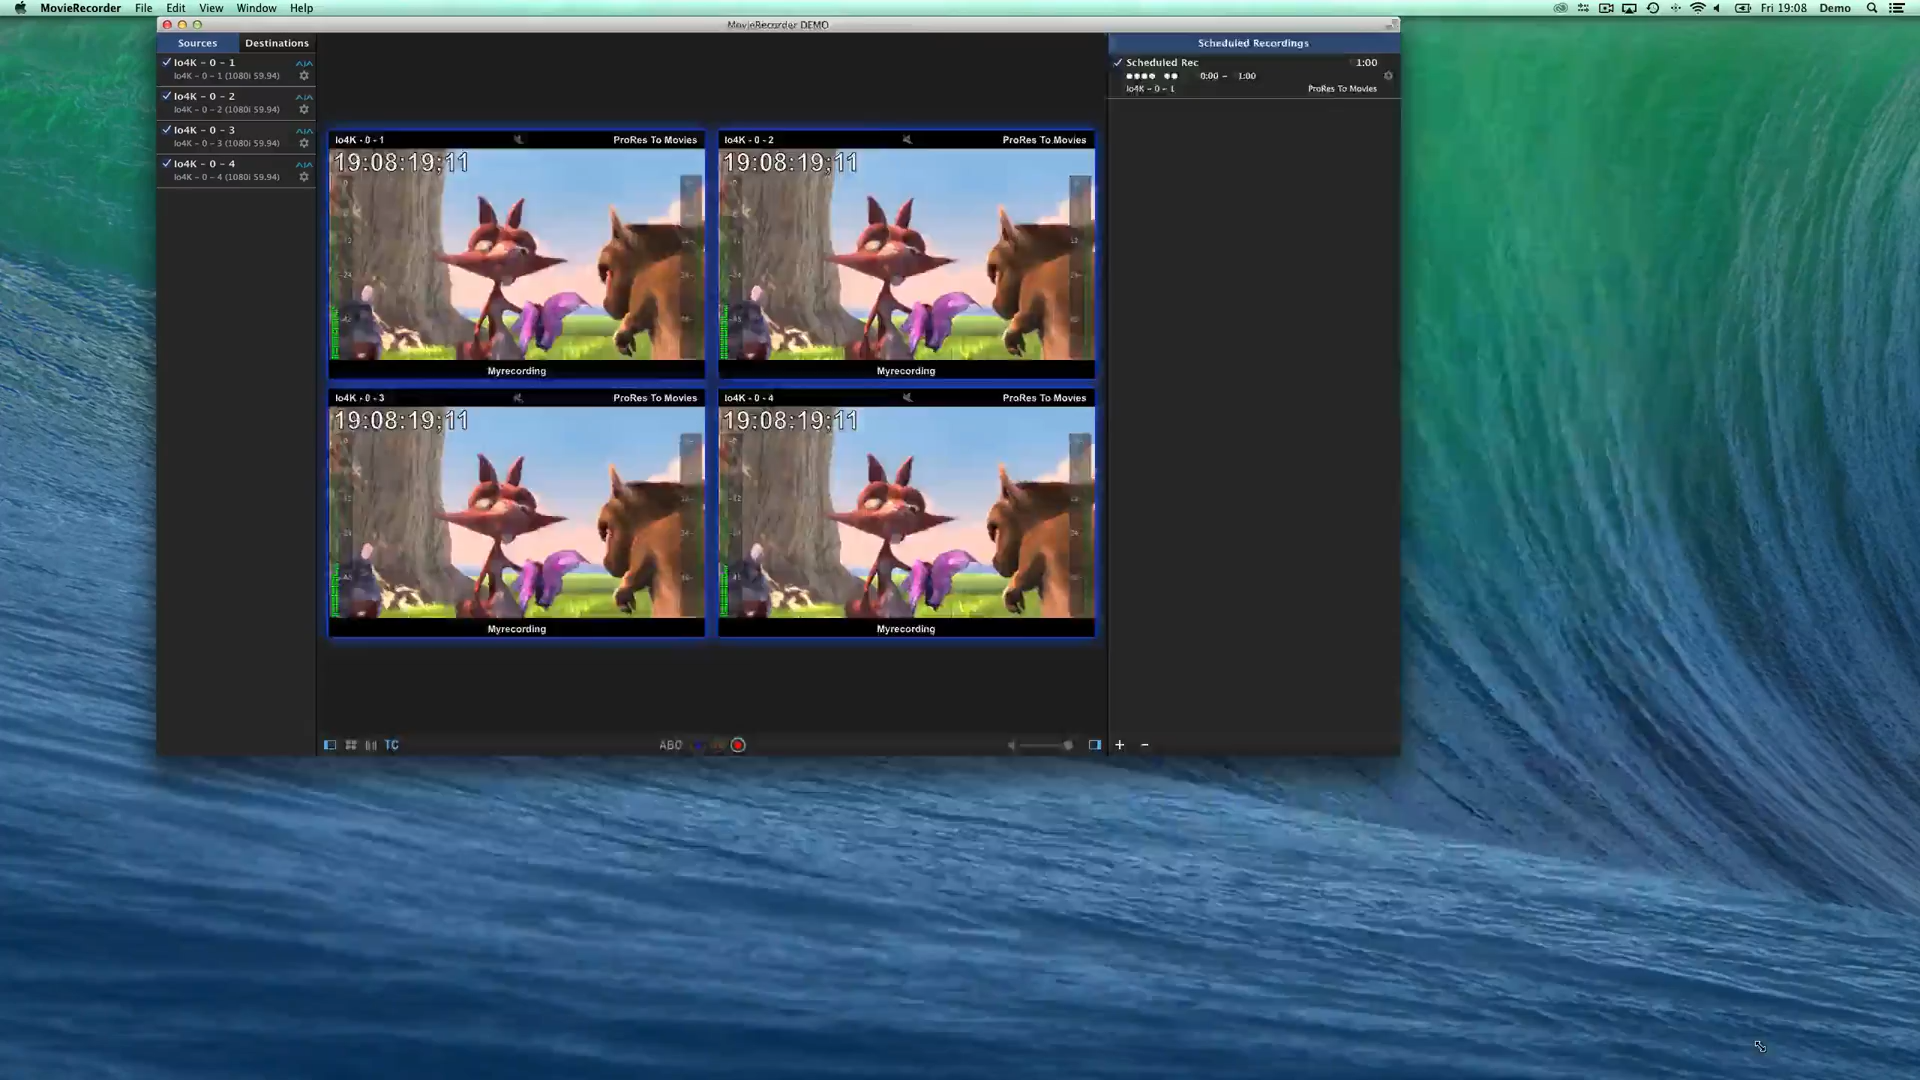 MovieRecorder File Edit View Window Help
Fri 19:08 Demo
MovieRecorder DEMO
Sources Destinations
Io4K - 0 - 1
Io4K - 0 - 1 (1080i 59.94)
Io4K - 0 - 2
Io4K - 0 - 2 (1080i 59.94)
Io4K - 0 - 3
Io4K - 0 - 3 (1080i 59.94)
Io4K - 0 - 4
Io4K - 0 - 4 (1080i 59.94)
Io4K - 0 - 1 ProRes To Movies
19:08:19;11
Myrecording
Io4K - 0 - 2 ProRes To Movies
19:08:19;11
Myrecording
Io4K - 0 - 3 ProRes To Movies
19:08:19;11
Myrecording
Io4K - 0 - 4 ProRes To Movies
19:08:19;11
Myrecording
TC
Scheduled Recordings
Scheduled Rec 1:00
0:00 - 1:00
Io4K - 0 - 1 ProRes To Movies
+ -